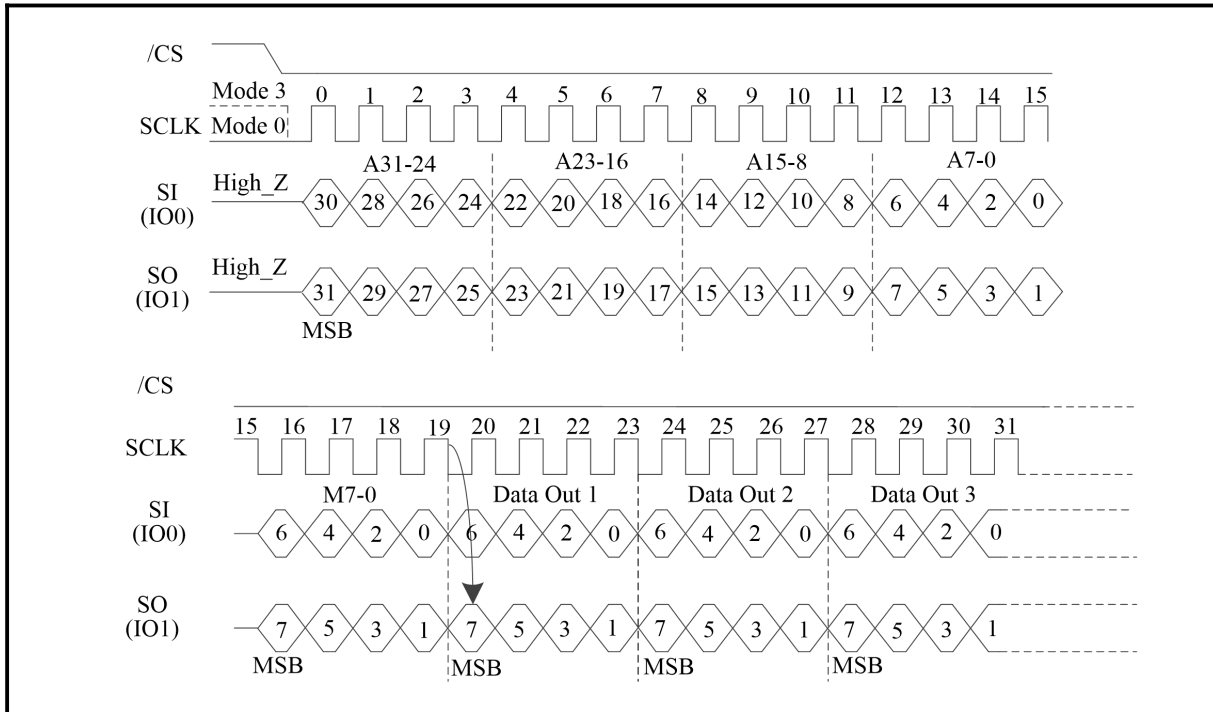 /CS
Mode 3
0 1 2 3 4 5 6 7 8 9 10 11 12 13 14 15
SCLK Mode 0
A31-24 A23-16 A15-8 A7-0
SI (IO0) High_Z 30 28 26 24 22 20 18 16 14 12 10 8 6 4 2 0
SO (IO1) High_Z 31 29 27 25 23 21 19 17 15 13 11 9 7 5 3 1
MSB
/CS
15 16 17 18 19 20 21 22 23 24 25 26 27 28 29 30 31
SCLK
M7-0 Data Out 1 Data Out 2 Data Out 3
SI (IO0) 6 4 2 0 6 4 2 0 6 4 2 0 6 4 2 0
SO (IO1) 7 5 3 1 7 5 3 1 7 5 3 1 7 5 3 1
MSB MSB MSB MSB